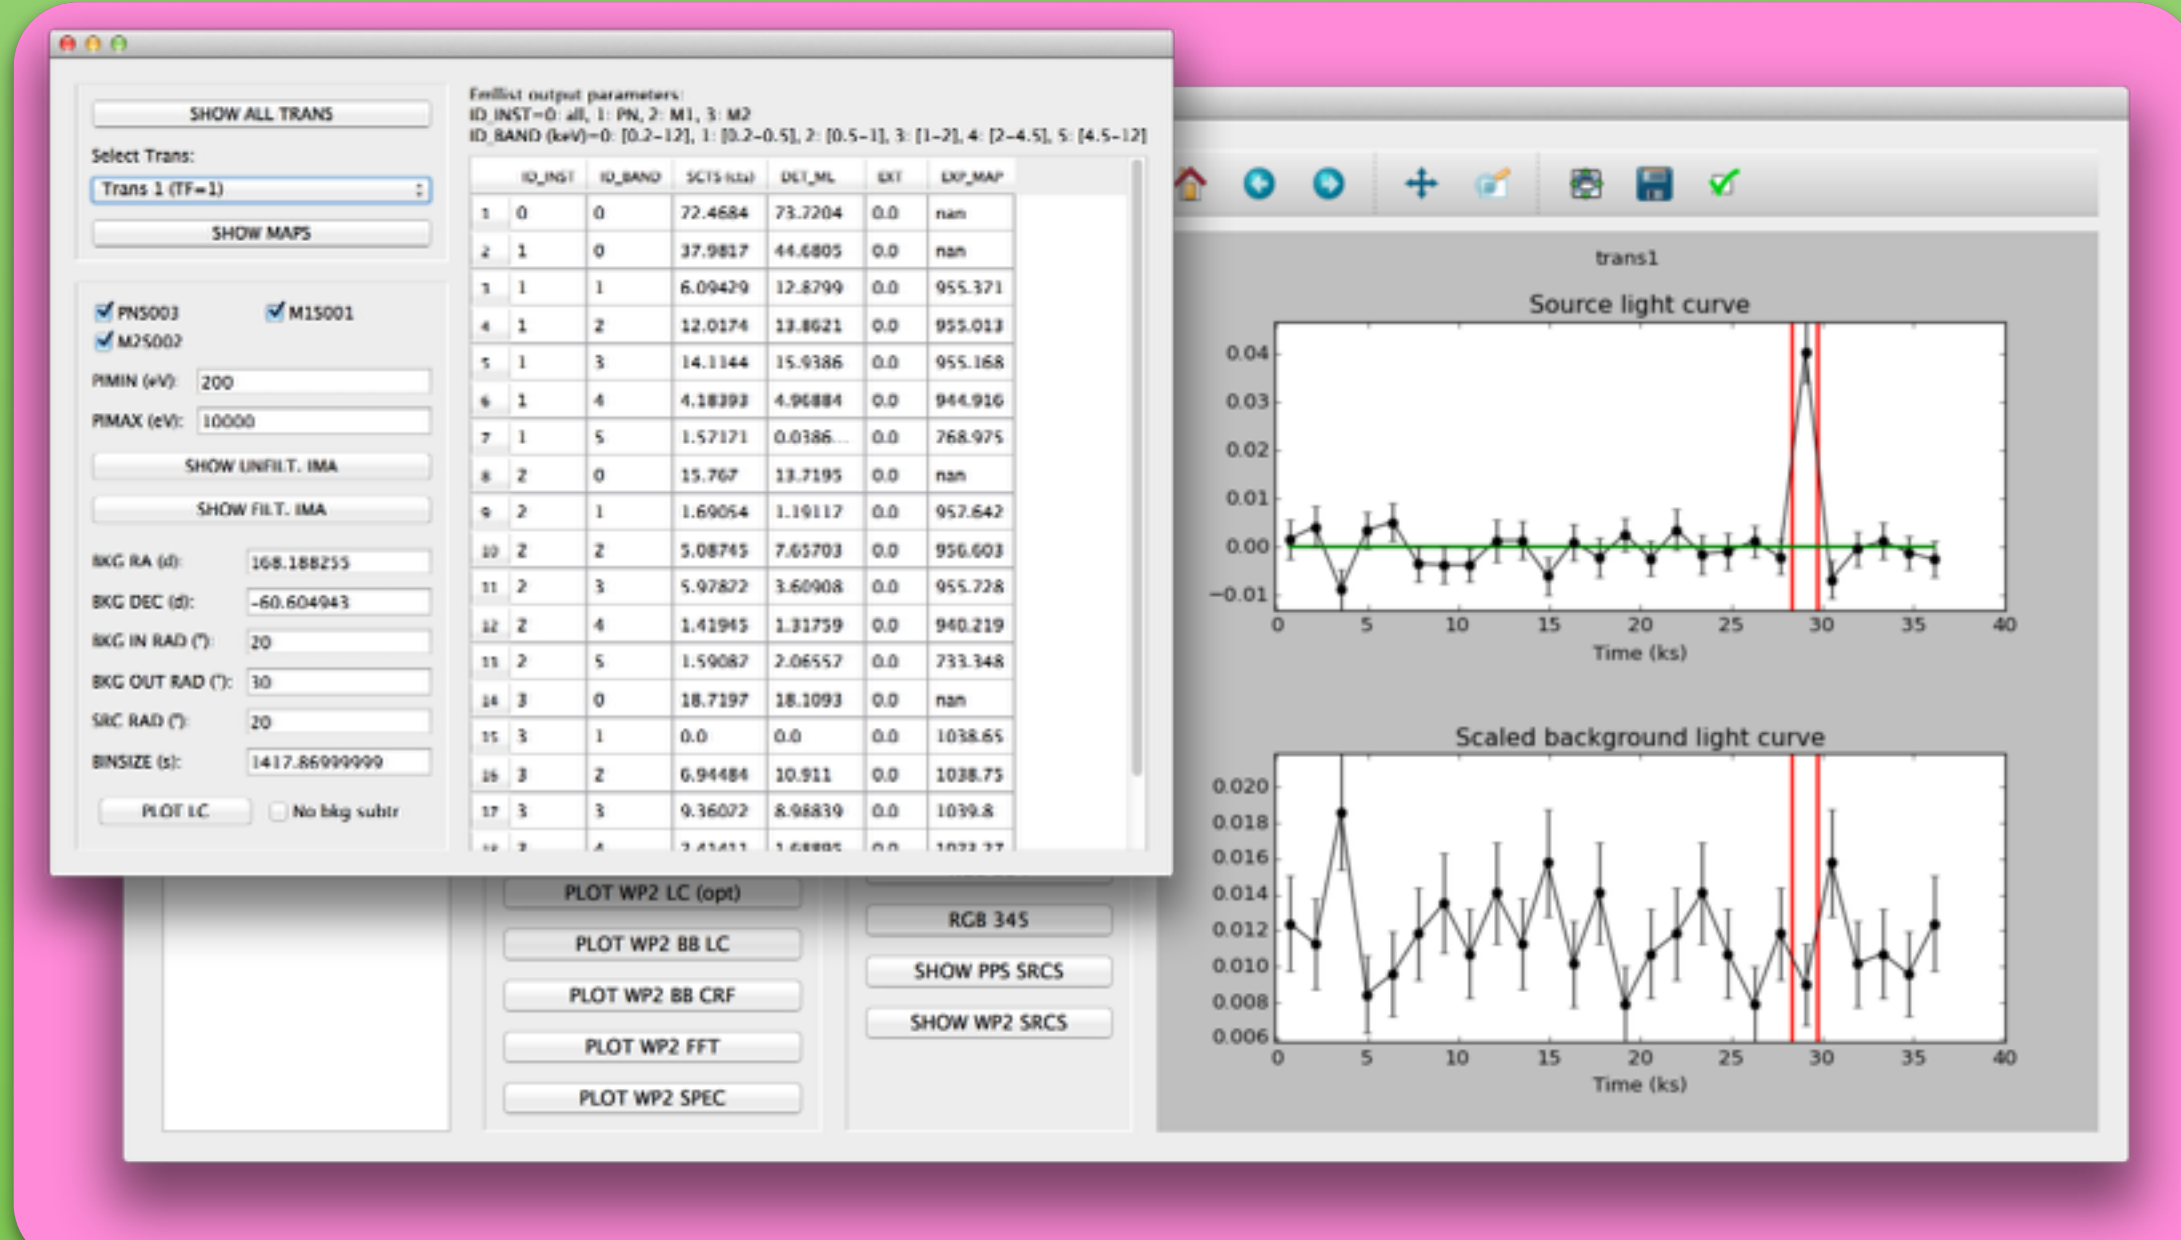 SHOW ALL TRANS
Select Trans:
Trans 1 (TF=1)
SHOW MAPS
PNS003
M1S001
M2S002
PIMIN (eV): 200
PIMAX (eV): 10000
SHOW UNFILT. IMA
SHOW FILT. IMA
BKG RA (d): 168.188255
BKG DEC (d): -60.604943
BKG IN RAD ("): 20
BKG OUT RAD ("): 30
SRC RAD ("): 20
BINSIZE (s): 1417.86999999
PLOT LC
No bkg subtr
Emllist output parameters:
ID_INST=0: all, 1: PN, 2: M1, 3: M2
ID_BAND (keV)=0: [0.2-12], 1: [0.2-0.5], 2: [0.5-1], 3: [1-2], 4: [2-4.5], 5: [4.5-12]
ID_INST ID_BAND SCTS (cts) DET_ML EXT EXP_MAP
1 0 0 72.4684 73.7204 0.0 nan
2 1 0 37.9817 44.6805 0.0 nan
3 1 1 6.09429 12.8799 0.0 955.371
4 1 2 12.0174 13.8621 0.0 955.013
5 1 3 14.1144 15.9386 0.0 955.168
6 1 4 4.18393 4.96884 0.0 944.916
7 1 5 1.57171 0.0386... 0.0 768.975
8 2 0 15.767 13.7195 0.0 nan
9 2 1 1.69054 1.19117 0.0 957.642
10 2 2 5.08745 7.65703 0.0 956.603
11 2 3 5.97872 3.60908 0.0 955.728
12 2 4 1.41945 1.31759 0.0 940.219
13 2 5 1.59087 2.06557 0.0 733.348
14 3 0 18.7197 18.1093 0.0 nan
15 3 1 0.0 0.0 0.0 1038.65
16 3 2 6.94484 10.911 0.0 1038.75
17 3 3 9.36072 8.98839 0.0 1039.8
18 3 4 2.41411 1.68895 0.0 1023.27
PLOT WP2 LC (opt)
PLOT WP2 BB LC
PLOT WP2 BB CRF
PLOT WP2 FFT
PLOT WP2 SPEC
RGB 345
SHOW PPS SRCS
SHOW WP2 SRCS
trans1
Source light curve
0.04
0.03
0.02
0.01
0.00
−0.01
0 5 10 15 20 25 30 35 40
Time (ks)
Scaled background light curve
0.020
0.018
0.016
0.014
0.012
0.010
0.008
0.006
0 5 10 15 20 25 30 35 40
Time (ks)